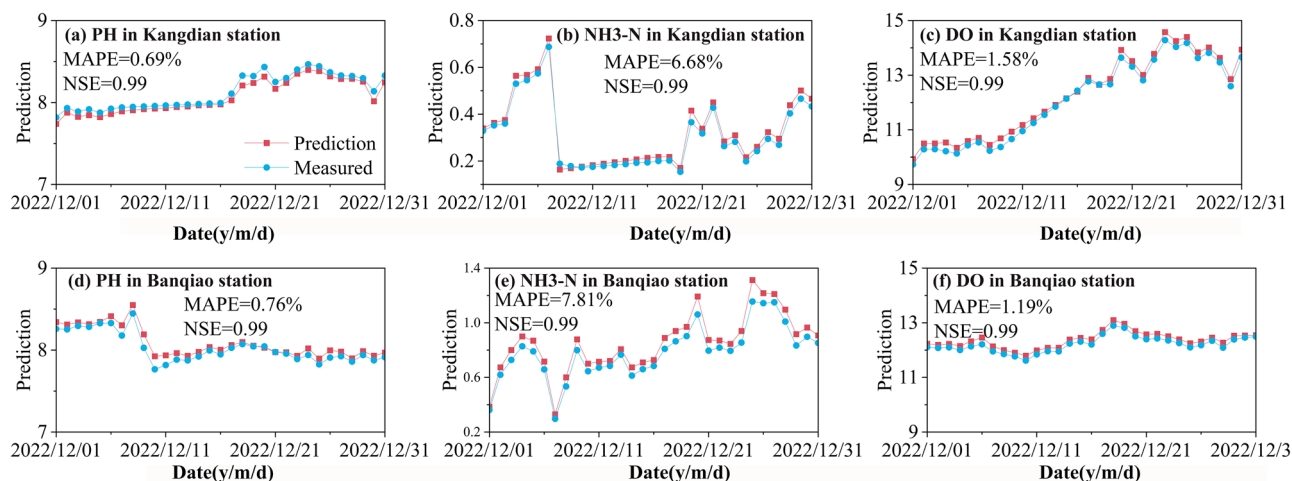 9
(a) PH in Kangdian station
MAPE=0.69%
NSE=0.99
8
Prediction
Measured
7
Prediction
2022/12/01 2022/12/11 2022/12/21 2022/12/31
Date(y/m/d)
0.8
(b) NH3-N in Kangdian station
MAPE=6.68%
NSE=0.99
0.6
0.4
0.2
Prediction
2022/12/01 2022/12/11 2022/12/21 2022/12/31
Date(y/m/d)
15
(c) DO in Kangdian station
MAPE=1.58%
NSE=0.99
13
11
9
Prediction
2022/12/01 2022/12/11 2022/12/21 2022/12/31
Date(y/m/d)
9
(d) PH in Banqiao station
MAPE=0.76%
NSE=0.99
8
7
Prediction
2022/12/01 2022/12/11 2022/12/21 2022/12/31
Date(y/m/d)
1.4
(e) NH3-N in Banqiao station
MAPE=7.81%
NSE=0.99
1.0
0.6
0.2
Prediction
2022/12/01 2022/12/11 2022/12/21 2022/12/31
Date(y/m/d)
15
(f) DO in Banqiao station
MAPE=1.19%
NSE=0.99
13
11
9
Prediction
2022/12/01 2022/12/11 2022/12/21 2022/12/3
Date(y/m/d)